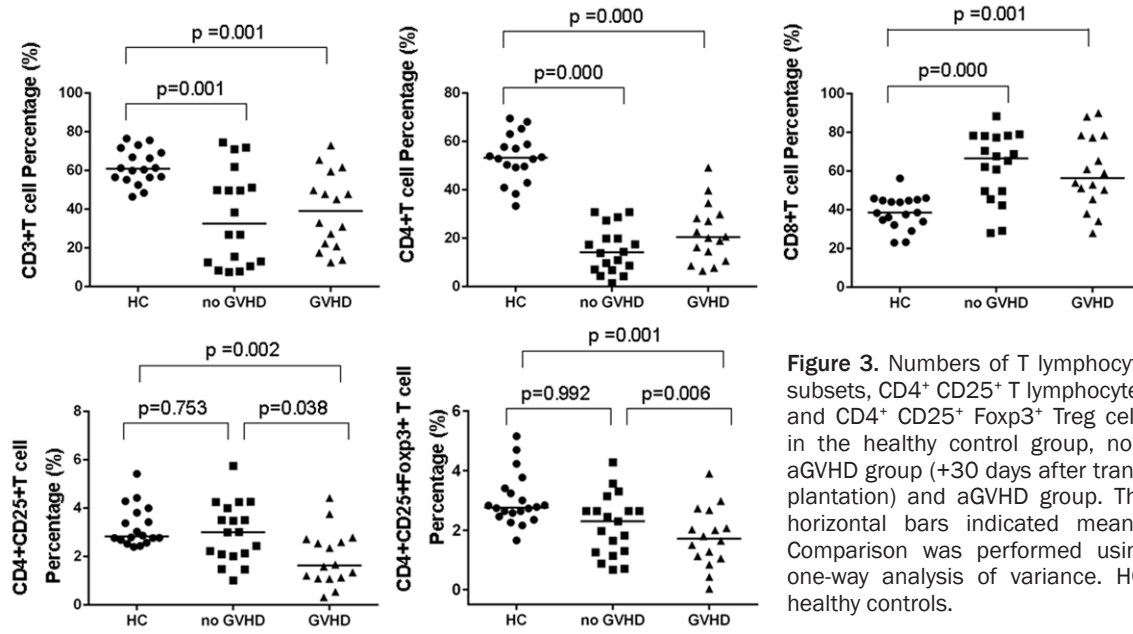 p =0.001
p=0.001
CD3+T cell Percentage (%)
100
80
60
40
20
0
HC no GVHD GVHD
p =0.000
p=0.000
CD4+T cell Percentage (%)
80
60
40
20
0
HC no GVHD GVHD
p =0.001
p=0.000
CD8+T cell Percentage (%)
100
80
60
40
20
0
HC no GVHD GVHD
p =0.002
p=0.753 p=0.038
CD4+CD25+T cell
Percentage (%)
8
6
4
2
0
HC no GVHD GVHD
p =0.001
p=0.992 p=0.006
CD4+CD25+Foxp3+ T cell
Percentage (%)
6
4
2
0
HC no GVHD GVHD
Figure 3. Numbers of T lymphocyt
subsets, CD4⁺ CD25⁺ T lymphocyte
and CD4⁺ CD25⁺ Foxp3⁺ Treg cel
in the healthy control group, no
aGVHD group (+30 days after tran
plantation) and aGVHD group. Th
horizontal bars indicated mean
Comparison was performed usin
one-way analysis of variance. HC
healthy controls.